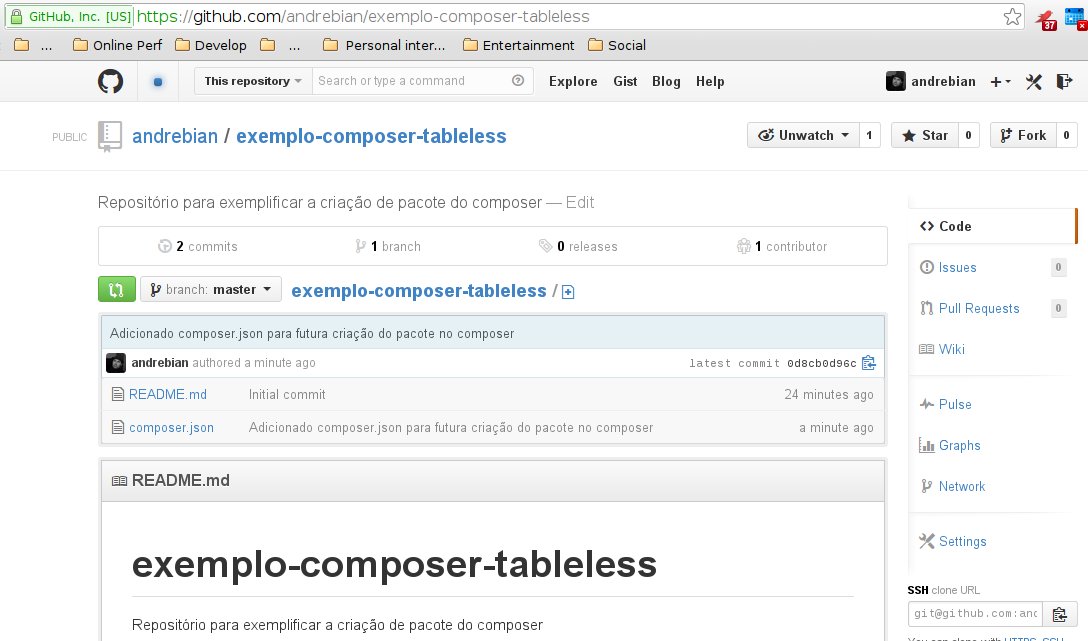 GitHub, Inc. [US] https://github.com/andrebian/exemplo-composer-tableless
37
... Online Perf Develop ... Personal inter... Entertainment Social
This repository Search or type a command Explore Gist Blog Help andrebian
PUBLIC andrebian / exemplo-composer-tableless Unwatch 1 Star 0 Fork 0
Repositório para exemplificar a criação de pacote do composer — Edit
2 commits 1 branch 0 releases 1 contributor
branch: master exemplo-composer-tableless /
Adicionado composer.json para futura criação do pacote no composer
andrebian authored a minute ago latest commit 0d8cb0d96c
README.md Initial commit 24 minutes ago
composer.json Adicionado composer.json para futura criação do pacote no composer a minute ago
README.md
exemplo-composer-tableless
Repositório para exemplificar a criação de pacote do composer
Code
Issues 0
Pull Requests 0
Wiki
Pulse
Graphs
Network
Settings
SSH clone URL
git@github.com:and
You can clone with HTTPS, SSH,